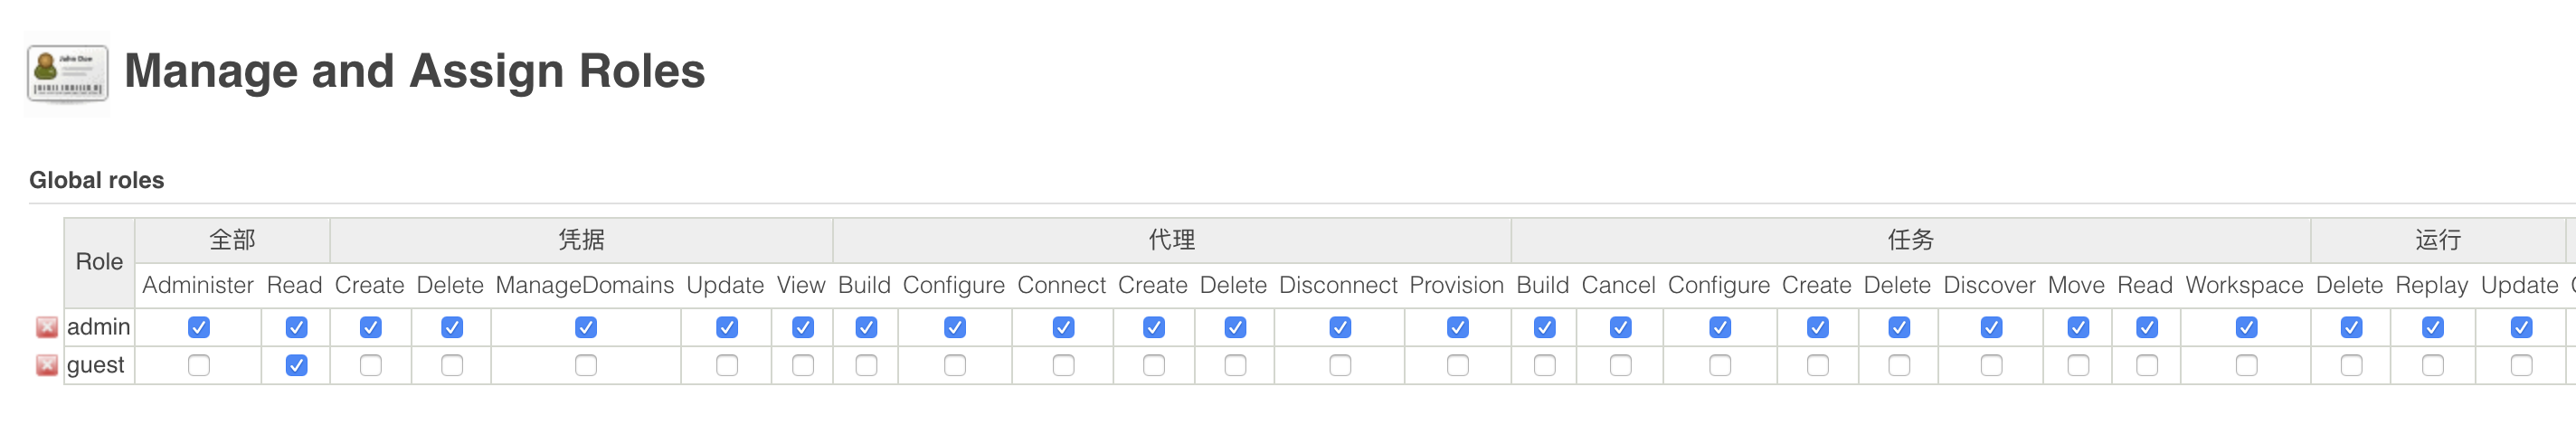 John Doe
Manage and Assign Roles
Global roles
Role 全部 凭据 代理 任务 运行
Administer Read Create Delete ManageDomains Update View Build Configure Connect Create Delete Disconnect Provision Build Cancel Configure Create Delete Discover Move Read Workspace Delete Replay Update
admin
guest